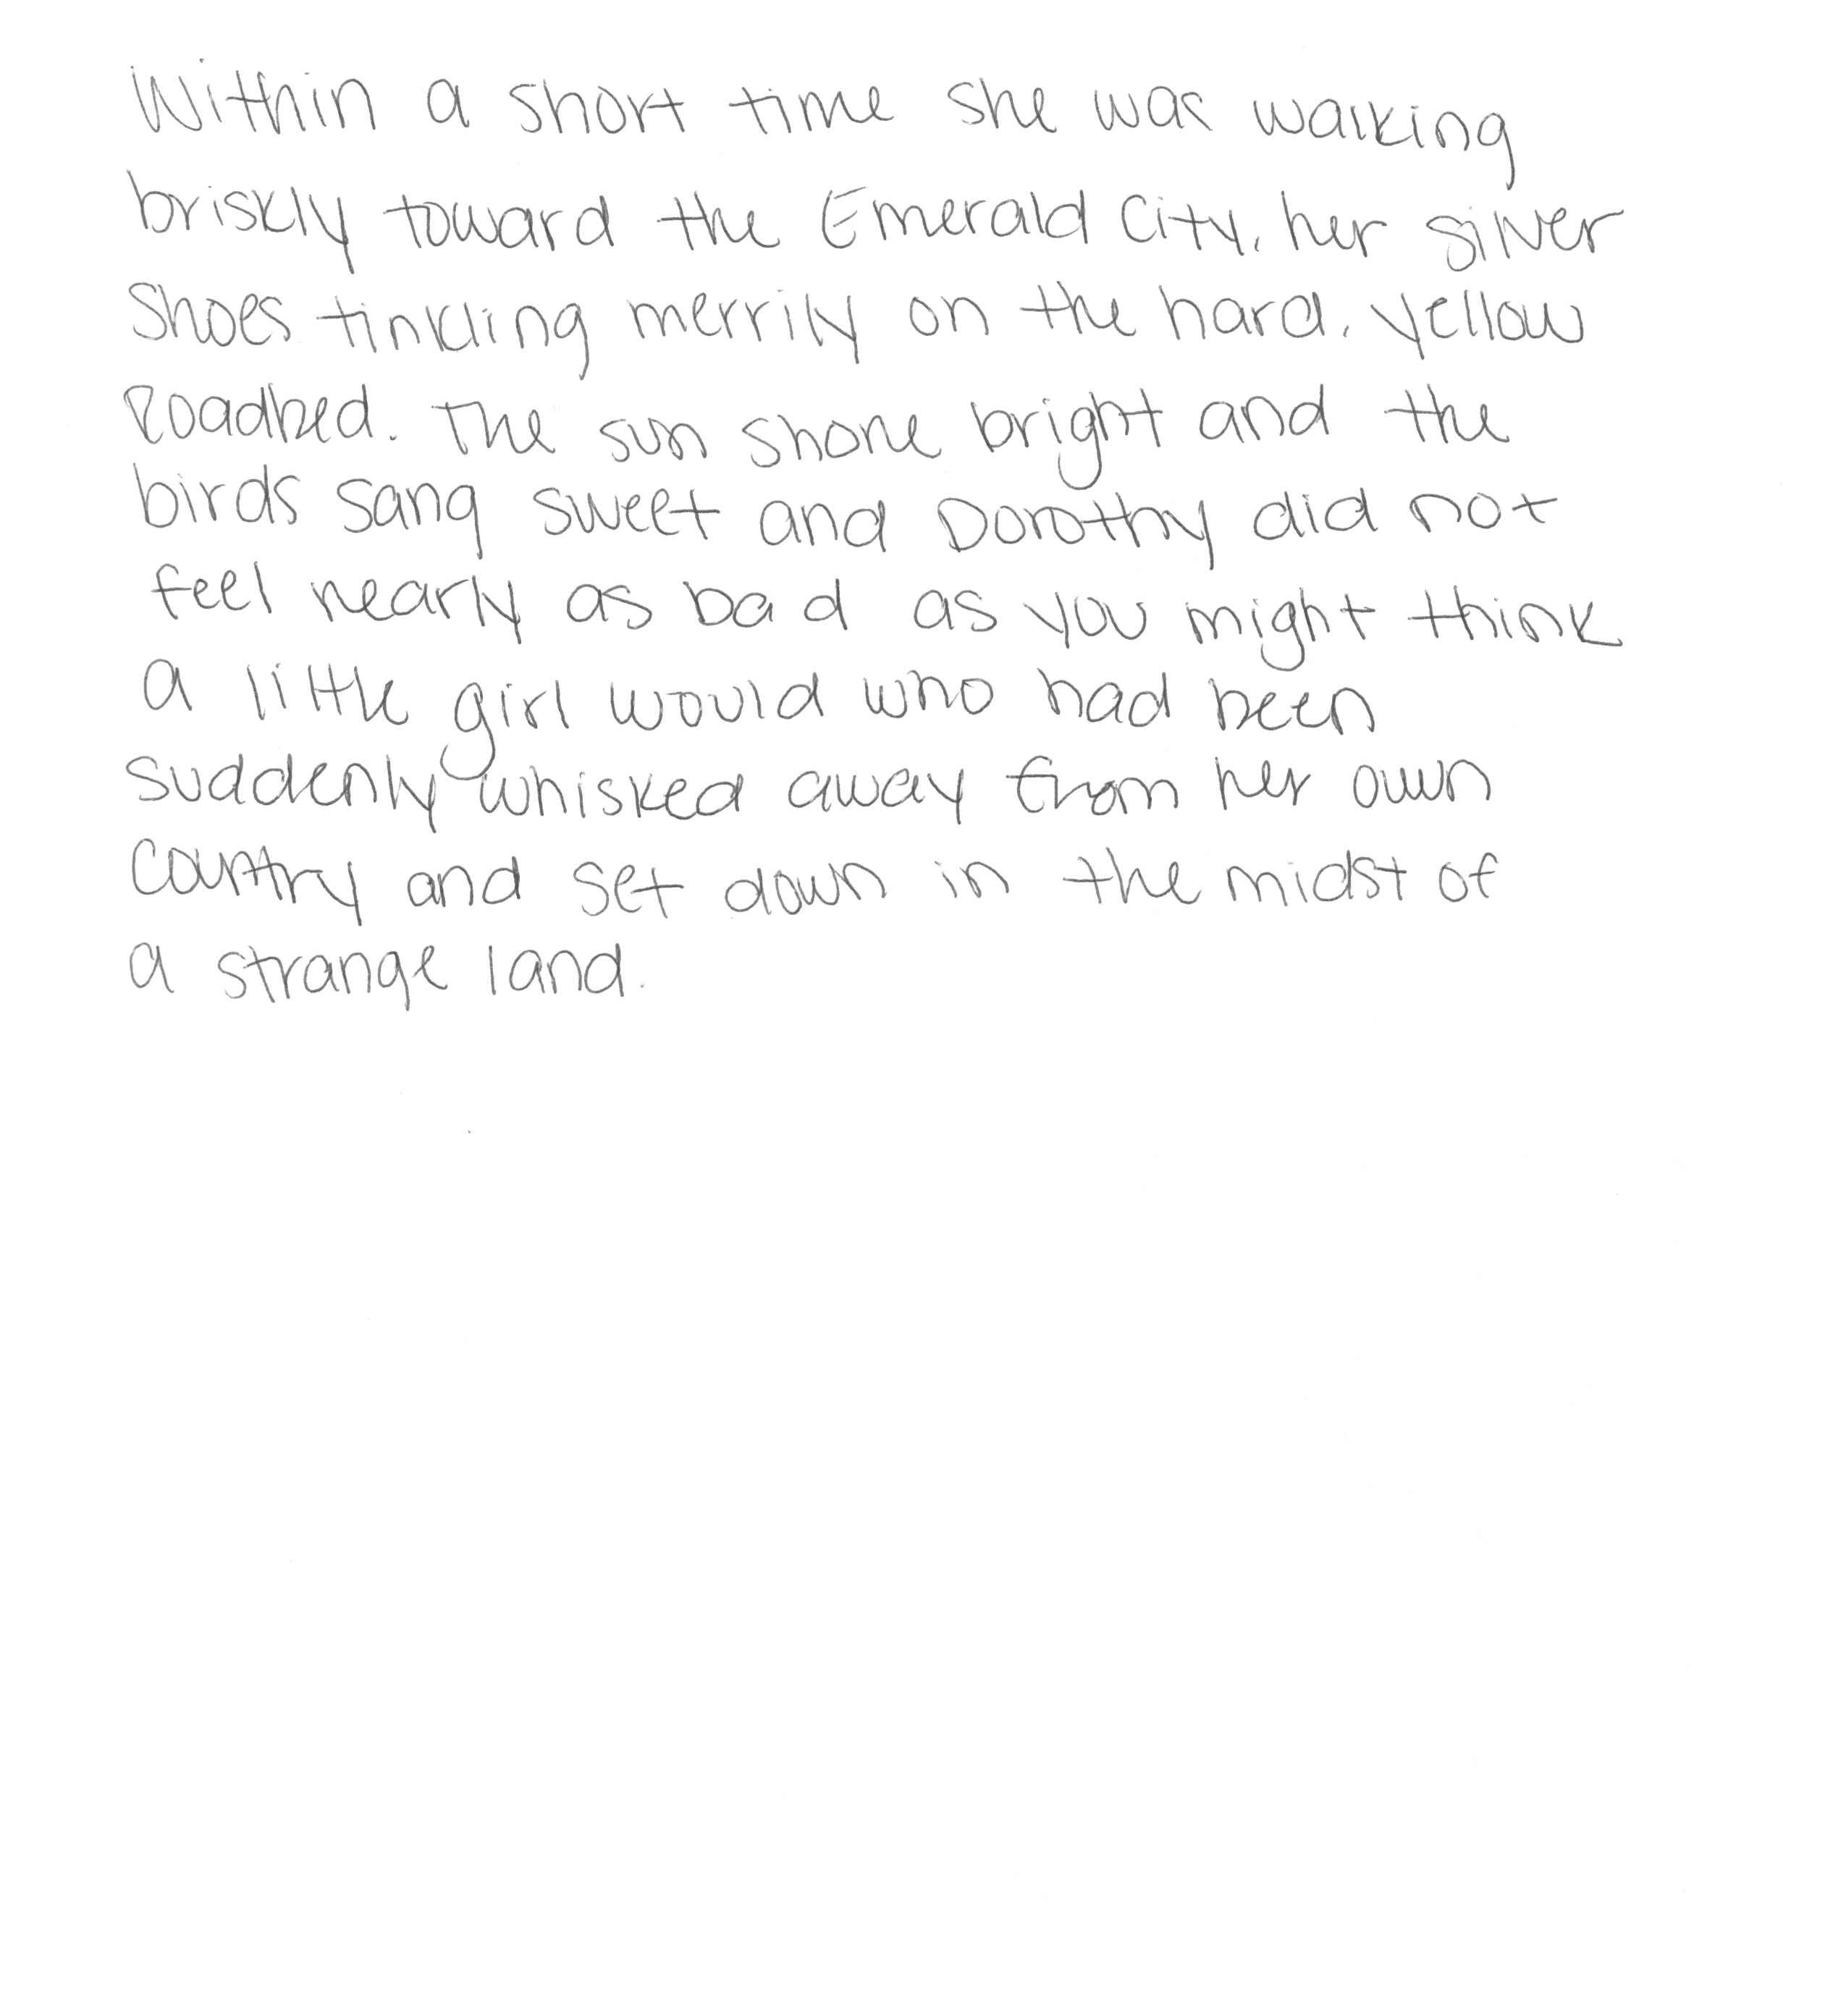 Within a short time she was walking
briskly toward the Emerald City, her silver
Shoes tinkling merrily on the hard, yellow
Roadbed. The sun shone bright and the
birds sang sweet and Dorothy did not
feel nearly as bad as you might think
a little girl would who had been
suddenly whisked away from her own
country and set down in the midst of
a strange land.